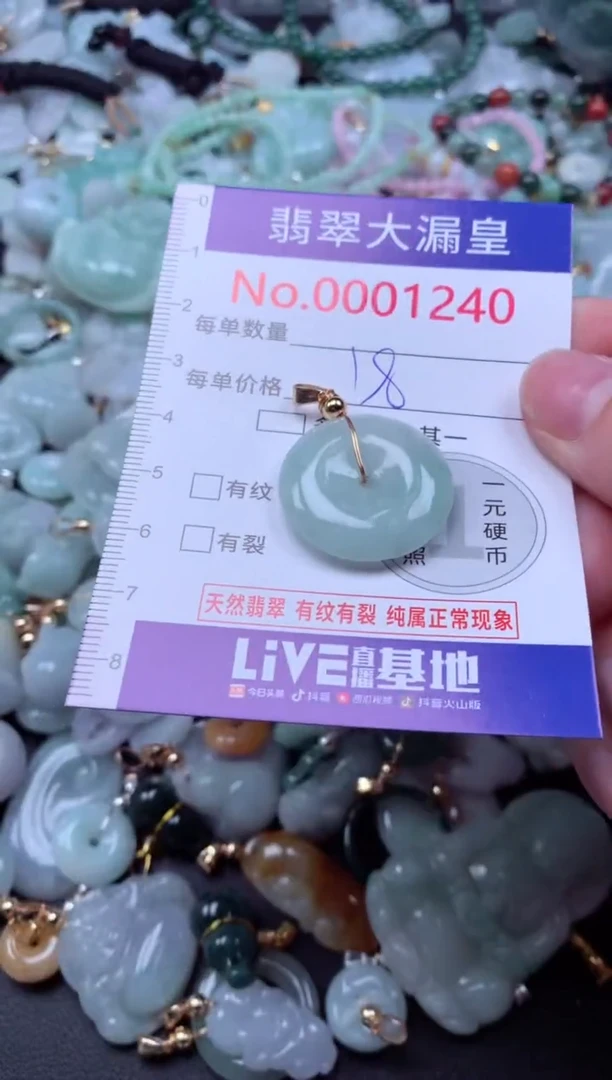 翡翠大漏皇
No.0001240
0
1
2
3
4
5
6
7
8
每单数量
每单价格 18
基一
有纹
一元硬币
有裂
照
天然翡翠 有纹有裂 纯属正常现象
LiVE直播基地
今日头条 抖音 西瓜视频 抖音火山版